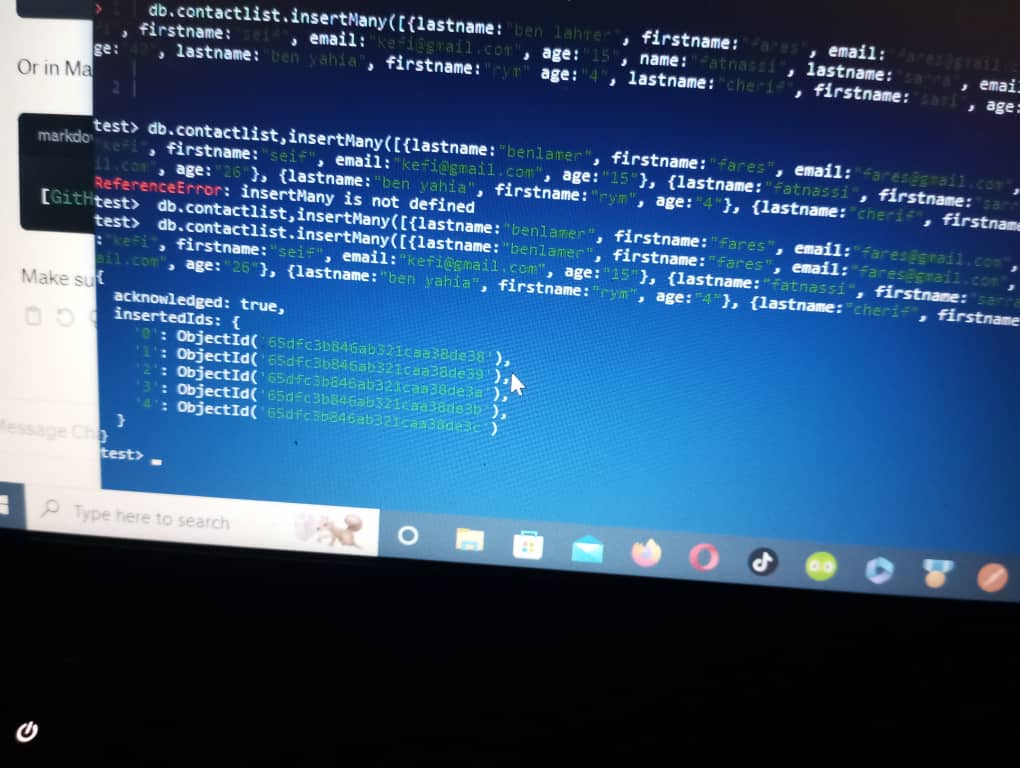 db.contactlist.insertMany([{lastname:"ben lahmer", firstname:"fares", email:
, firstname:"seif", email:"kefi@gmail.com", age:"15", name:"fatnassi", lastname:"sarra", emai
ge: , lastname:"ben yahia", firstname:"rym" age:"4", lastname:"cherif", firstname:"sari", age:
2
test> db.contactlist,insertMany([{lastname:"benlamer", firstname:"fares", email:"fares@gmail.com",
"kefi", firstname:"seif", email:"kefi@gmail.com", age:"15"}, {lastname:"fatnassi", firstname:"sarr
il.com", age:"26"}, {lastname:"ben yahia", firstname:"rym", age:"4"}, {lastname:"cherif", firstnam
ReferenceError: insertMany is not defined
test> db.contactlist,insertMany([{lastname:"benlamer", firstname:"fares", email:"fares@gmail.com",
test> db.contactlist.insertMany([{lastname:"benlamer", firstname:"fares", email:"fares@gmail.com",
:"kefi", firstname:"seif", email:"kefi@gmail.com", age:"15"}, {lastname:"fatnassi", firstname:"sarra
ail.com", age:"26"}, {lastname:"ben yahia", firstname:"rym", age:"4"}, {lastname:"cherif", firstname
{
acknowledged: true,
insertedIds: {
'0': ObjectId('65dfc3b846ab321caa38de38'),
'1': ObjectId('65dfc3b846ab321caa38de39'),
'2': ObjectId('65dfc3b846ab321caa38de3a'),
'3': ObjectId('65dfc3b846ab321caa38de3b'),
'4': ObjectId('65dfc3b846ab321caa38de3c')
}
}
test>
Or in Ma
markdo
[GitH
Make su
Message Ch
Type here to search